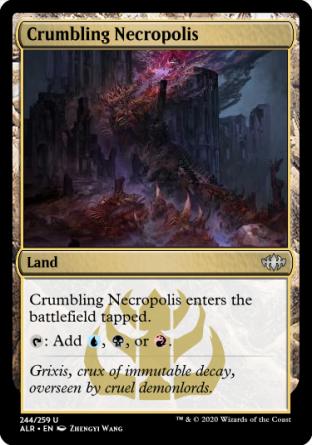 Crumbling Necropolis
Land
Crumbling Necropolis enters the
battlefield tapped.
: Add , , or .
Grixis, crux of immutable decay,
overseen by cruel demonlords.
244/259 U
ALR • EN Zhengyi Wang
™ & © 2020 Wizards of the Coast